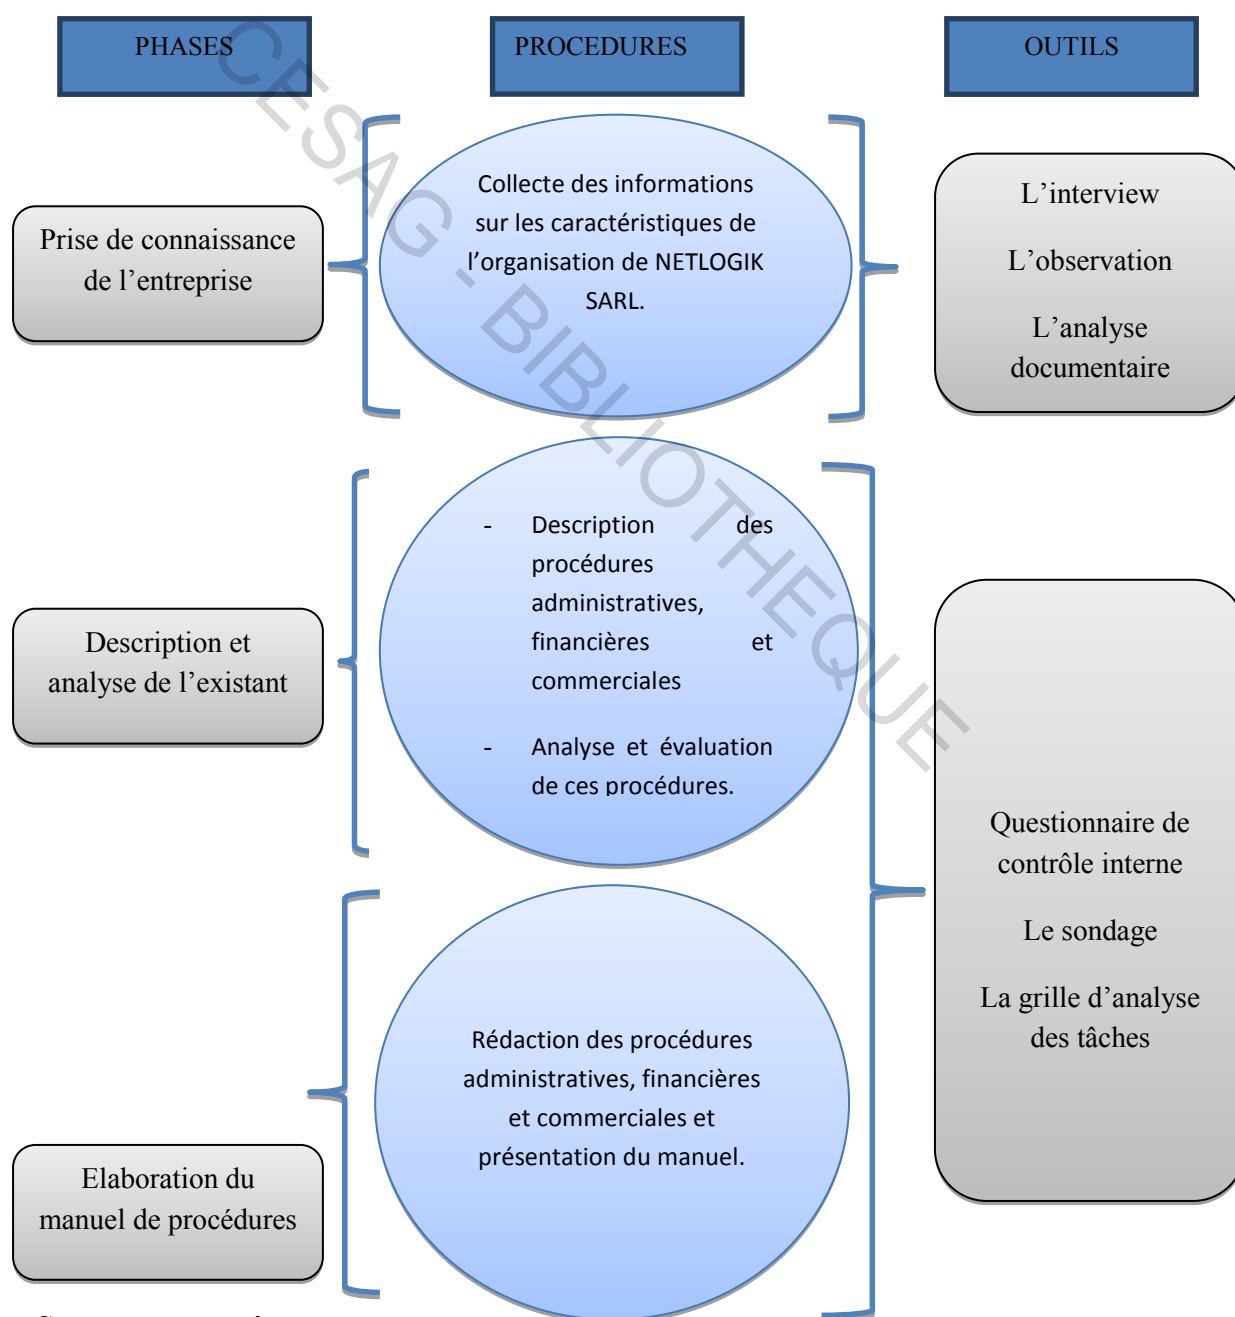 PHASES
PROCEDURES
OUTILS
Prise de connaissance
de l’entreprise
Collecte des informations
sur les caractéristiques de
l’organisation de NETLOGIK
SARL.
L’interview
L’observation
L’analyse
documentaire
Description et
analyse de l’existant
- Description des
procédures
administratives,
financières et
commerciales
- Analyse et évaluation
de ces procédures.
Questionnaire de
contrôle interne
Le sondage
La grille d’analyse
des tâches
Elaboration du
manuel de procédures
Rédaction des procédures
administratives, financières
et commerciales et
présentation du manuel.
CESAG - BIBLIOTHEQUE